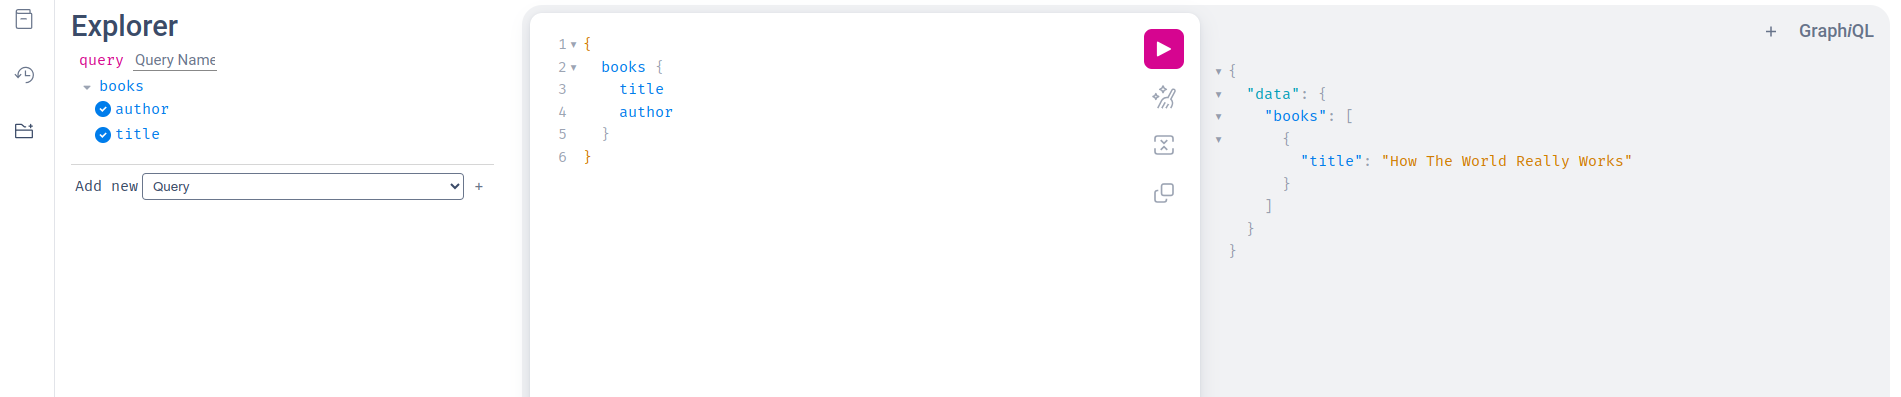 Explorer
query Query Name
books
author
title
Add new Query +
1 {
2 books {
3 title
4 author
5 }
6 }
+ GraphiQL
{
"data": {
"books": [
{
"title": "How The World Really Works"
}
]
}
}